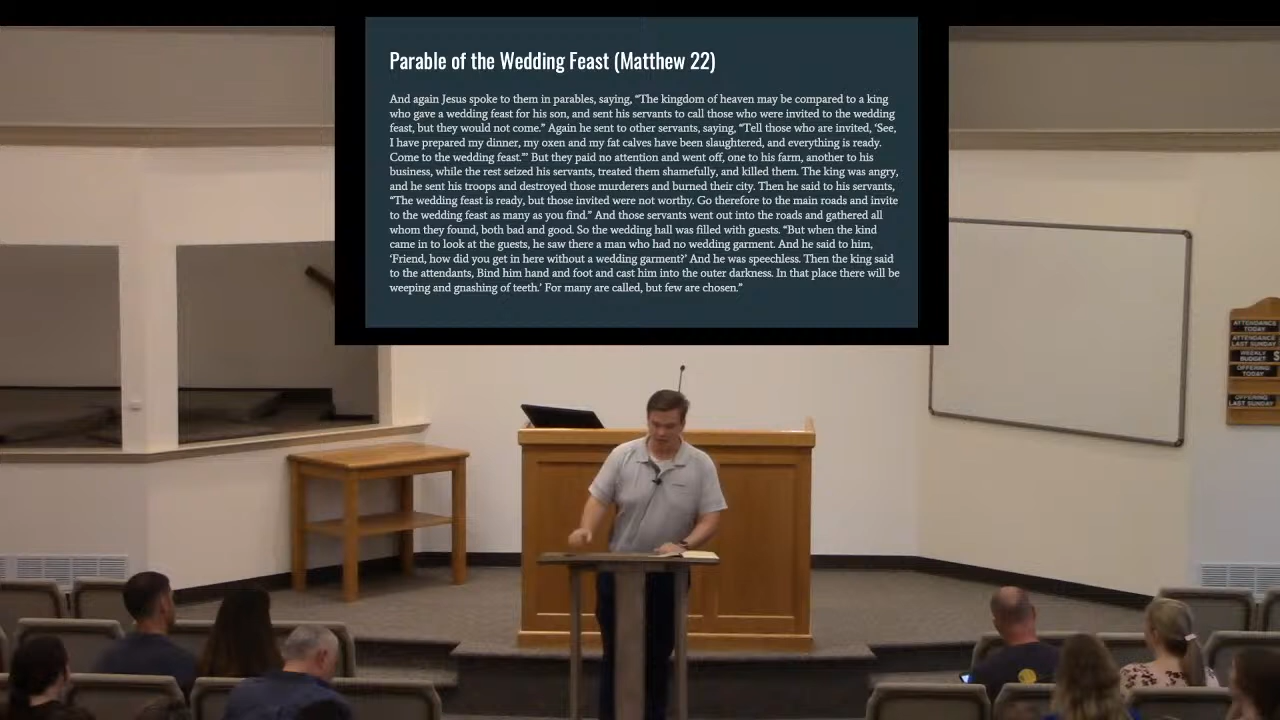 Parable of the Wedding Feast (Matthew 22)
And again Jesus spoke to them in parables, saying, “The kingdom of heaven may be compared to a king
who gave a wedding feast for his son, and sent his servants to call those who were invited to the wedding
feast, but they would not come.” Again he sent to other servants, saying, “Tell those who are invited, ‘See,
I have prepared my dinner, my oxen and my fat calves have been slaughtered, and everything is ready.
Come to the wedding feast.’” But they paid no attention and went off, one to his farm, another to his
business, while the rest seized his servants, treated them shamefully, and killed them. The king was angry,
and he sent his troops and destroyed those murderers and burned their city. Then he said to his servants,
“The wedding feast is ready, but those invited were not worthy. Go therefore to the main roads and invite
to the wedding feast as many as you find.” And those servants went out into the roads and gathered all
whom they found, both bad and good. So the wedding hall was filled with guests. “But when the kind
came in to look at the guests, he saw there a man who had no wedding garment. And he said to him,
‘Friend, how did you get in here without a wedding garment?’ And he was speechless. Then the king said
to the attendants, Bind him hand and foot and cast him into the outer darkness. In that place there will be
weeping and gnashing of teeth.’ For many are called, but few are chosen.”
ATTENDANCE
TODAY
ATTENDANCE
LAST SUNDAY
WEEKLY
BUDGET $
OFFERING
TODAY
OFFERING
LAST SUNDAY